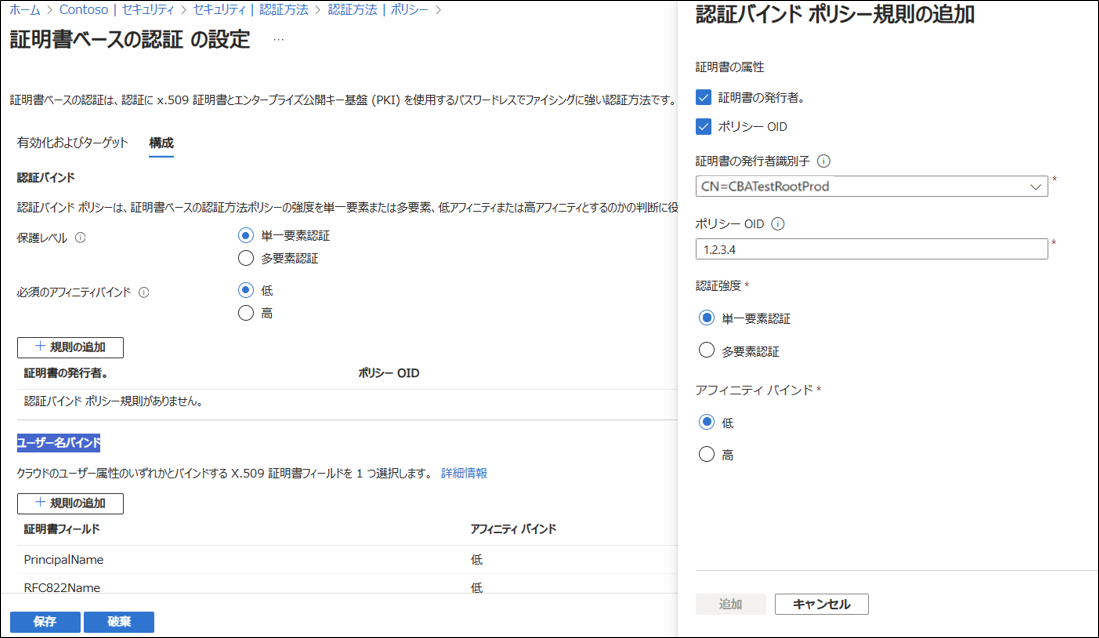 ホーム > Contoso | セキュリティ > セキュリティ | 認証方法 > 認証方法 | ポリシー >
証明書ベースの認証 の設定 …
証明書ベースの認証は、認証に x.509 証明書とエンタープライズ公開キー基盤 (PKI) を使用するパスワードレスでファイシングに強い認証方法です。
有効化およびターゲット 構成
認証バインド
認証バインド ポリシーは、証明書ベースの認証方法ポリシーの強度を単一要素または多要素、低アフィニティまたは高アフィニティとするのかの判断に役
保護レベル
単一要素認証
多要素認証
必須のアフィニティバインド
低
高
+ 規則の追加
証明書の発行者。 ポリシー OID
認証バインド ポリシー規則がありません。
ユーザー名バインド
クラウドのユーザー属性のいずれかとバインドする X.509 証明書フィールドを 1 つ選択します。 詳細情報
+ 規則の追加
証明書フィールド アフィニティ バインド
PrincipalName 低
RFC822Name 低
保存 破棄
認証バインド ポリシー規則の追加
証明書の属性
証明書の発行者。
ポリシー OID
証明書の発行者識別子
CN=CBATestRootProd *
ポリシー OID
1.2.3.4 *
認証強度 *
単一要素認証
多要素認証
アフィニティ バインド *
低
高
追加 キャンセル